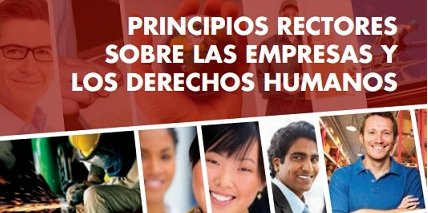 PRINCIPIOS RECTORES
SOBRE LAS EMPRESAS Y
LOS DERECHOS HUMANOS